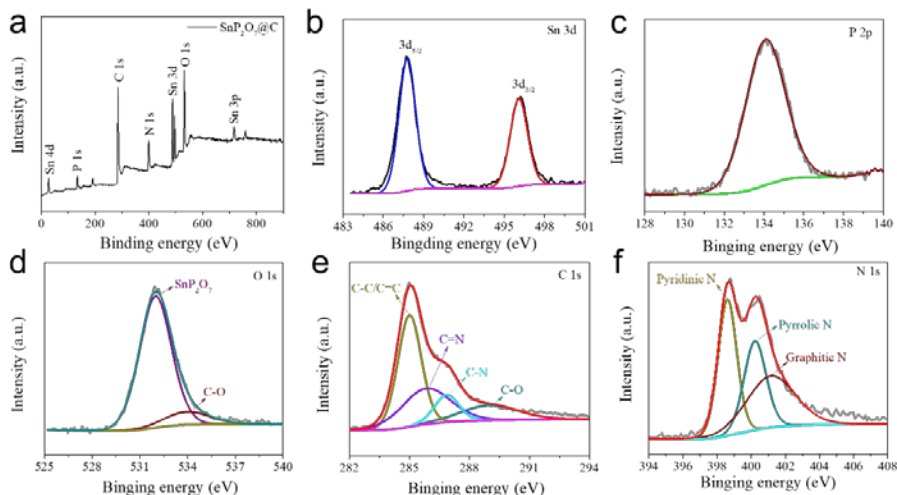 a
SnP₂O₇@C
Intensity (a.u.)
Sn 4d
P 1s
C 1s
N 1s
Sn 3d
O 1s
Sn 3p
0 200 400 600 800
Binding energy (eV)
b
Sn 3d
3d₅/₂
3d₃/₂
Intensity (a.u.)
483 486 489 492 495 498 501
Bingding energy (eV)
c
P 2p
Intensity (a.u.)
128 130 132 134 136 138 140
Binging energy (eV)
d
O 1s
SnP₂O₇
C-O
Intensity (a.u.)
525 528 531 534 537 540
Binging energy (eV)
e
C 1s
C-C/C=C
C=N
C-N
C-O
Intensity (a.u.)
282 285 288 291 294
Binging energy (eV)
f
N 1s
Pyridinic N
Pyrrolic N
Graphitic N
Intensity (a.u.)
394 396 398 400 402 404 406 408
Binging energy (eV)